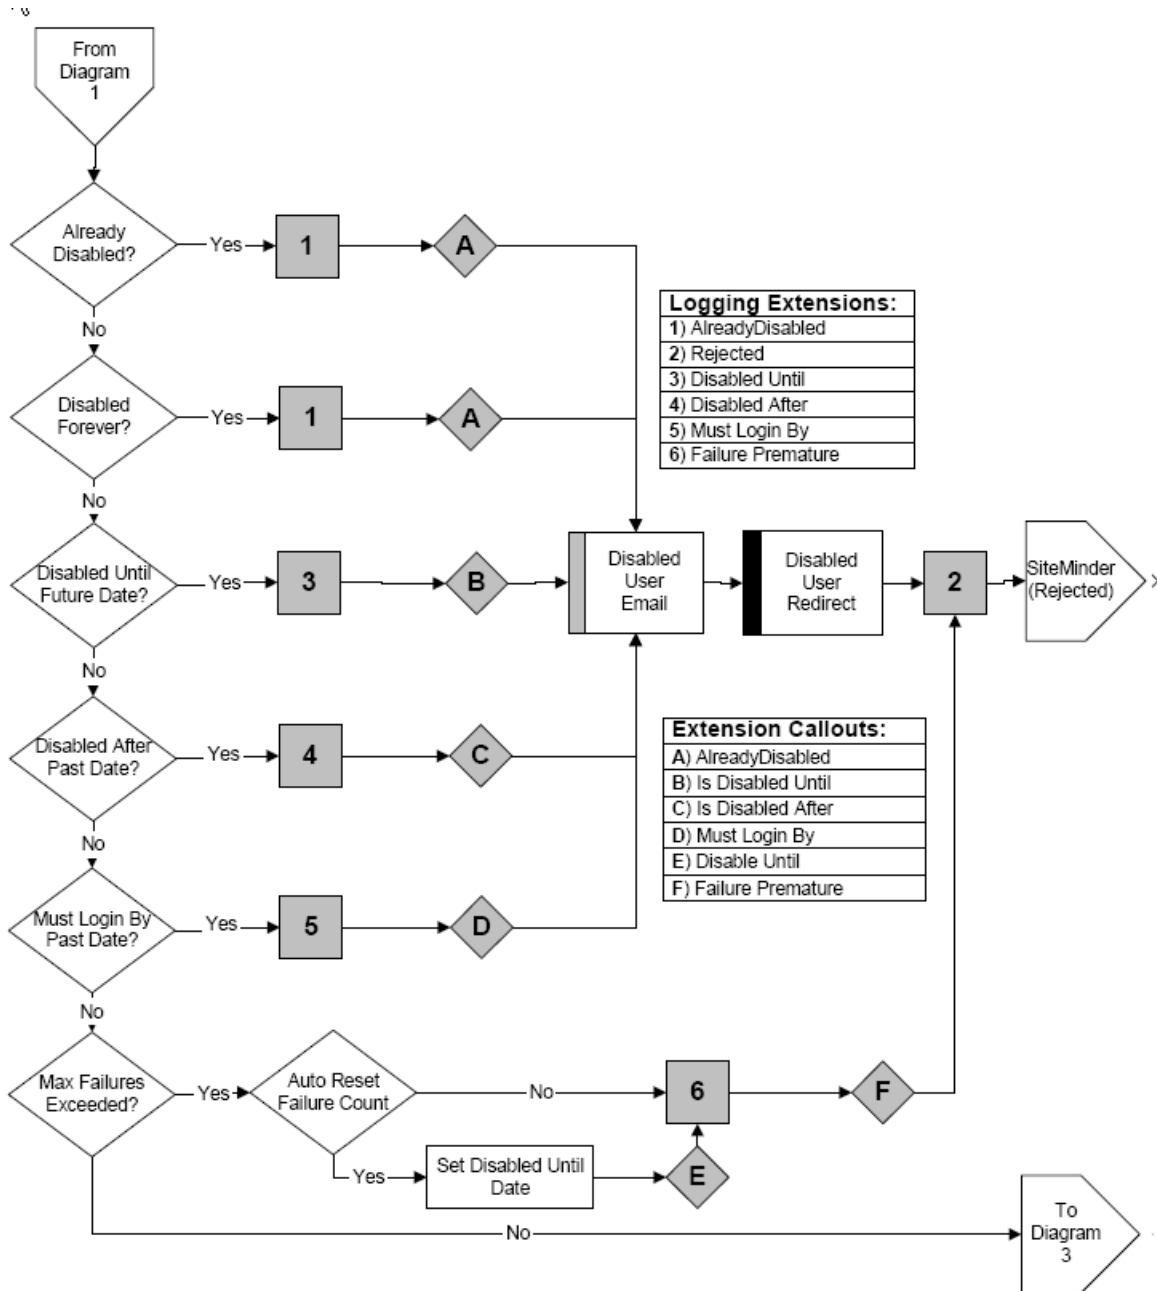 From
Diagram
1
Already
Disabled?
Yes
1
A
No
Logging Extensions:
1) AlreadyDisabled
2) Rejected
3) Disabled Until
4) Disabled After
5) Must Login By
6) Failure Premature
Disabled
Forever?
Yes
1
A
No
Disabled Until
Future Date?
Yes
3
B
Disabled
User
Email
Disabled
User
Redirect
2
SiteMinder
(Rejected)
No
Disabled After
Past Date?
Yes
4
C
Extension Callouts:
A) AlreadyDisabled
B) Is Disabled Until
C) Is Disabled After
D) Must Login By
E) Disable Until
F) Failure Premature
No
Must Login By
Past Date?
Yes
5
D
No
Max Failures
Exceeded?
Yes
Auto Reset
Failure Count
No
6
F
Yes
Set Disabled Until
Date
E
No
To
Diagram
3